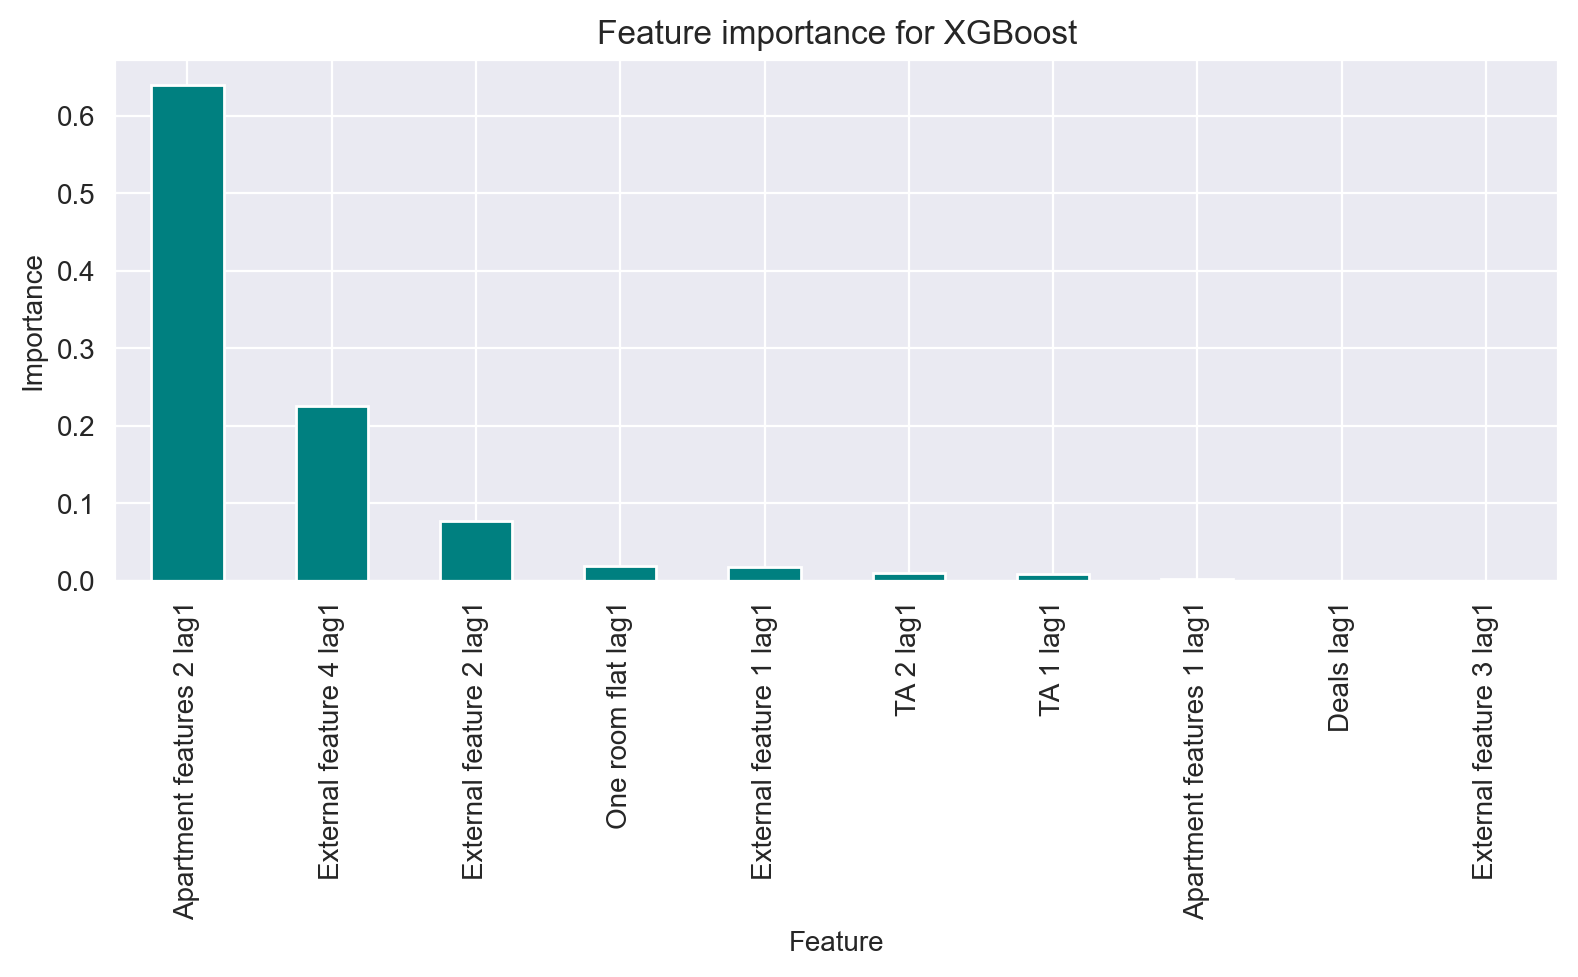 Feature importance for XGBoost
Importance
0.6
0.5
0.4
0.3
0.2
0.1
0.0
Apartment features 2 lag1
External feature 4 lag1
External feature 2 lag1
One room flat lag1
External feature 1 lag1
TA 2 lag1
TA 1 lag1
Apartment features 1 lag1
Deals lag1
External feature 3 lag1
Feature